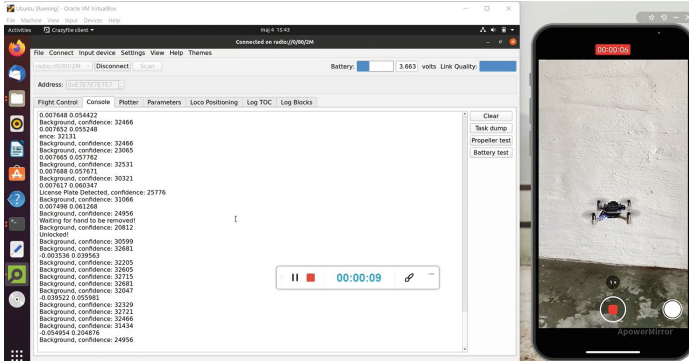 Ubuntu [Running] - Oracle VM VirtualBox
File Machine View Input Devices Help
Activities Crazyflie client maj 4 15:43
Connected on radio://0/80/2M
File Connect Input device Settings View Help Themes
radio://0/80/2M Disconnect Scan Battery: 3.663 volts Link Quality:
Address: 0xE7E7E7E7E7
Flight Control Console Plotter Parameters Loco Positioning Log TOC Log Blocks
0.007648 0.054422
Background, confidence: 32466
0.007652 0.055248
ence: 32131
Background, confidence: 32466
Background, confidence: 23065
0.007665 0.057762
Background, confidence: 32531
0.007688 0.057671
Background, confidence: 30321
0.007617 0.060347
License Plate Detected, confidence: 25776
Background, confidence: 31066
0.007498 0.061268
Background, confidence: 24956
Waiting for hand to be removed!
Background, confidence: 20812
Unlocked!
Background, confidence: 30599
Background, confidence: 32681
-0.003536 0.039563
Background, confidence: 32205
Background, confidence: 32605
Background, confidence: 32715
Background, confidence: 32681
Background, confidence: 32047
-0.039522 0.055981
Background, confidence: 32329
Background, confidence: 32721
Background, confidence: 32466
Background, confidence: 31434
-0.054954 0.204876
Background, confidence: 24956
Clear
Task dump
Propeller test
Battery test
00:00:09
00:00:06
1×
ApowerMirror